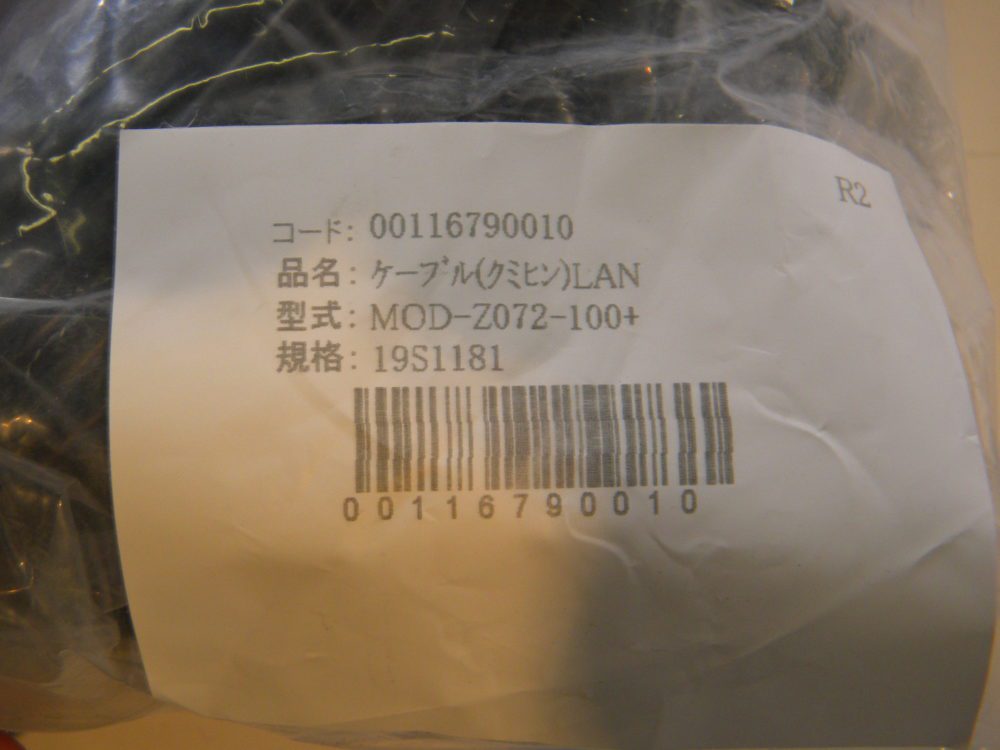 R2
コード: 00116790010
品名: ケーブル(クミヒン)LAN
型式: MOD-Z072-100+
規格: 19S1181
00116790010